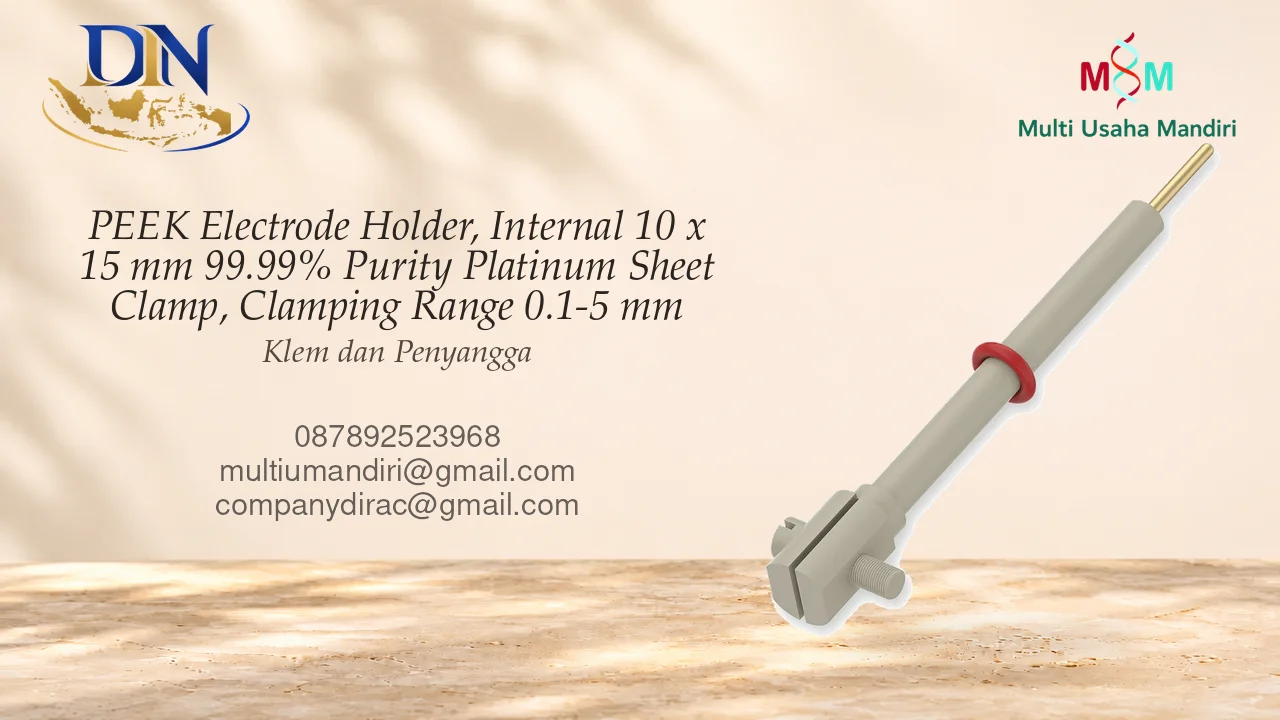 DIN
M M
Multi Usaha Mandiri
PEEK Electrode Holder, Internal 10 x
15 mm 99.99% Purity Platinum Sheet
Clamp, Clamping Range 0.1-5 mm
Klem dan Penyangga
087892523968
multiumandiri@gmail.com
companydirac@gmail.com